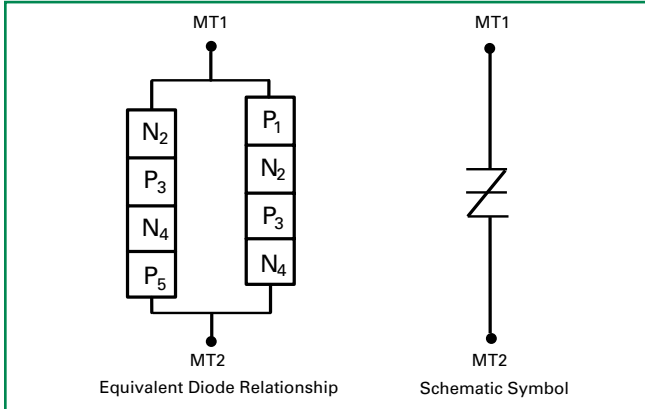 MT1
MT1
N2
P1
P3
N2
N4
P3
P5
N4
MT2
MT2
Equivalent Diode Relationship
Schematic Symbol